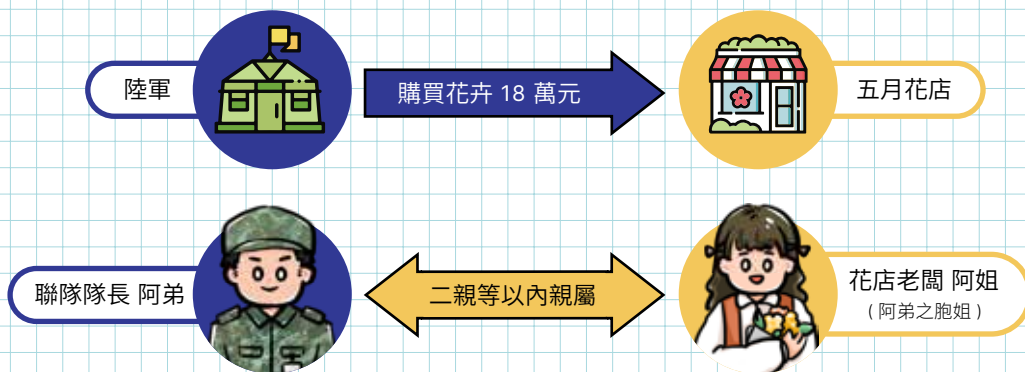 陸軍
購買花卉 18 萬元
五月花店
聯隊隊長 阿弟
二親等以內親屬
花店老闆 阿姐
( 阿弟之胞姐 )